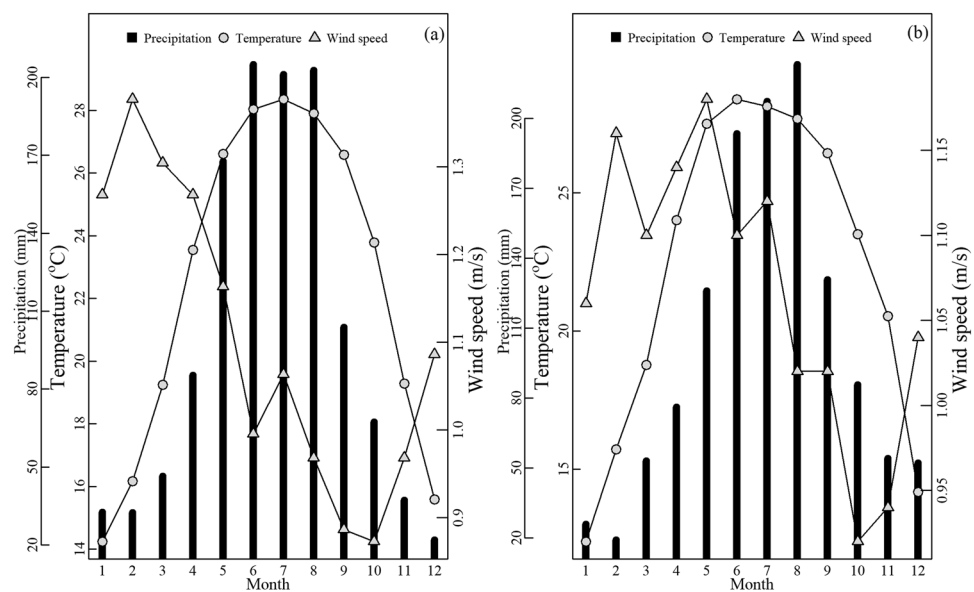 Precipitation Temperature Wind speed (a)
Precipitation (mm)
20 50 80 110 140 170 200
Temperature (°C)
14 16 18 20 22 24 26 28
Wind speed (m/s)
0.9 1.0 1.1 1.2 1.3
1 2 3 4 5 6 7 8 9 10 11 12
Month
Precipitation Temperature Wind speed (b)
Precipitation (mm)
20 50 80 110 140 170 200
Temperature (°C)
15 20 25
Wind speed (m/s)
0.95 1.00 1.05 1.10 1.15
1 2 3 4 5 6 7 8 9 10 11 12
Month